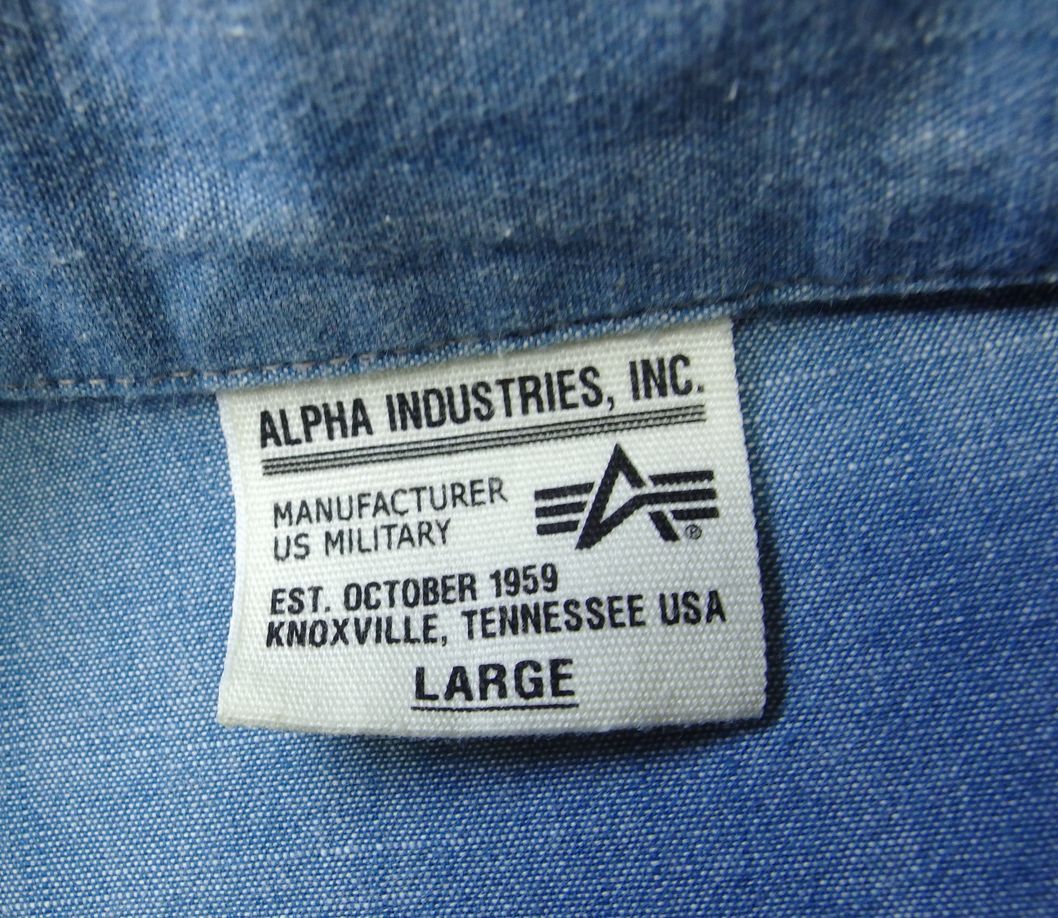 ALPHA INDUSTRIES, INC.
MANUFACTURER
US MILITARY
®
EST. OCTOBER 1959
KNOXVILLE, TENNESSEE USA
LARGE